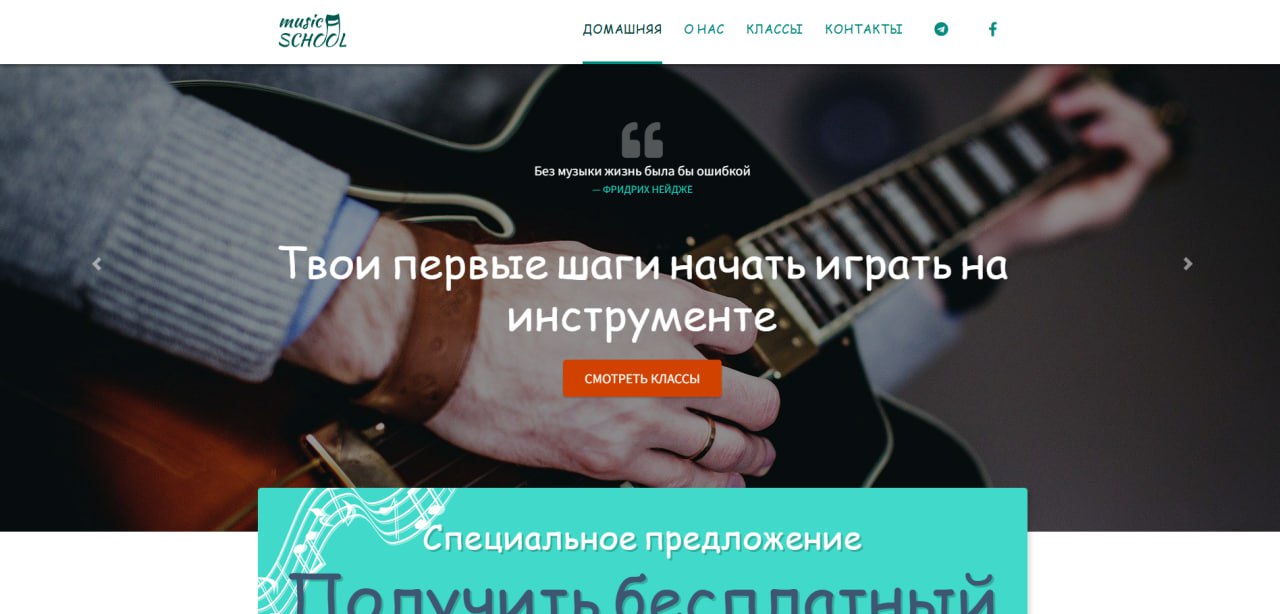 music
SCHOOL
ДОМАШНЯЯ О НАС КЛАССЫ КОНТАКТЫ
Без музыки жизнь была бы ошибкой
— ФРИДРИХ НЕЙДЖЕ
Твои первые шаги начать играть на
инструменте
СМОТРЕТЬ КЛАССЫ
Специальное предложение
Получить бесплатный